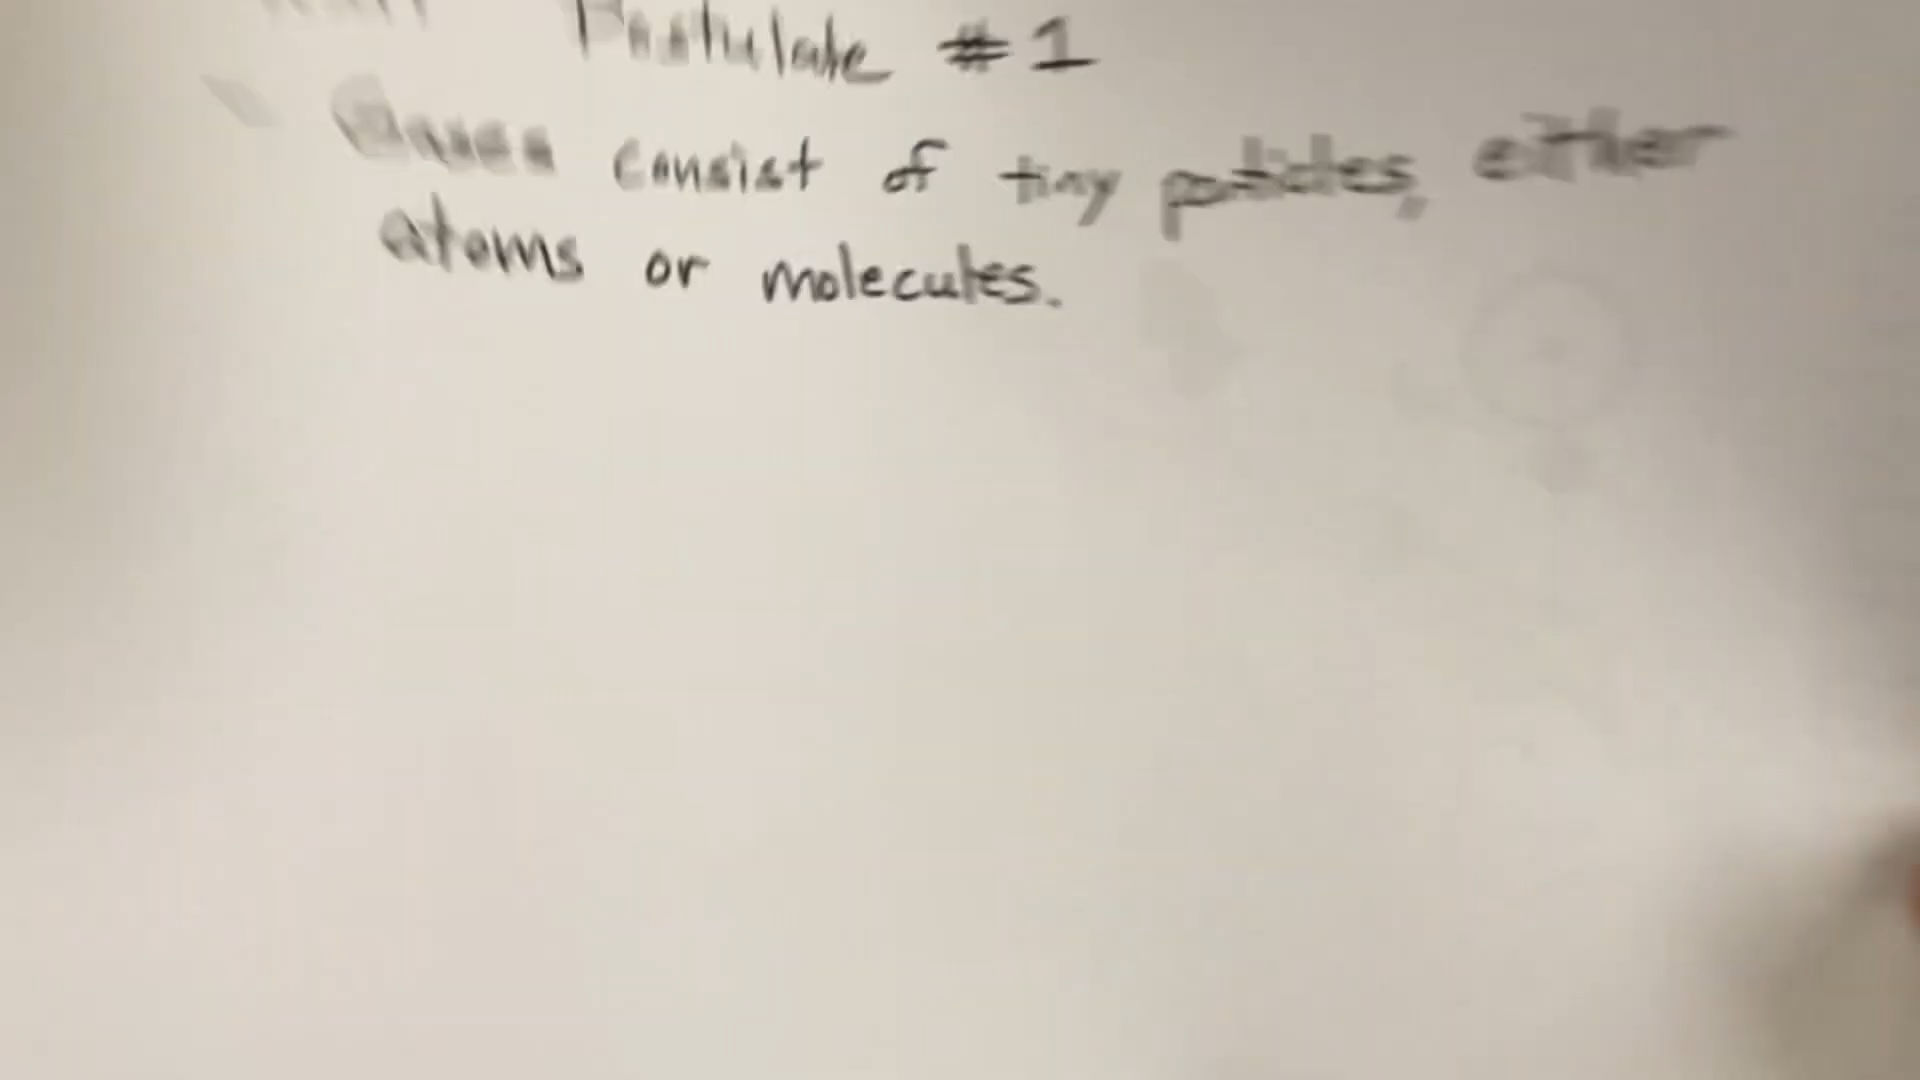 Postulate #1
Gases consist of tiny particles, either
atoms or molecules.